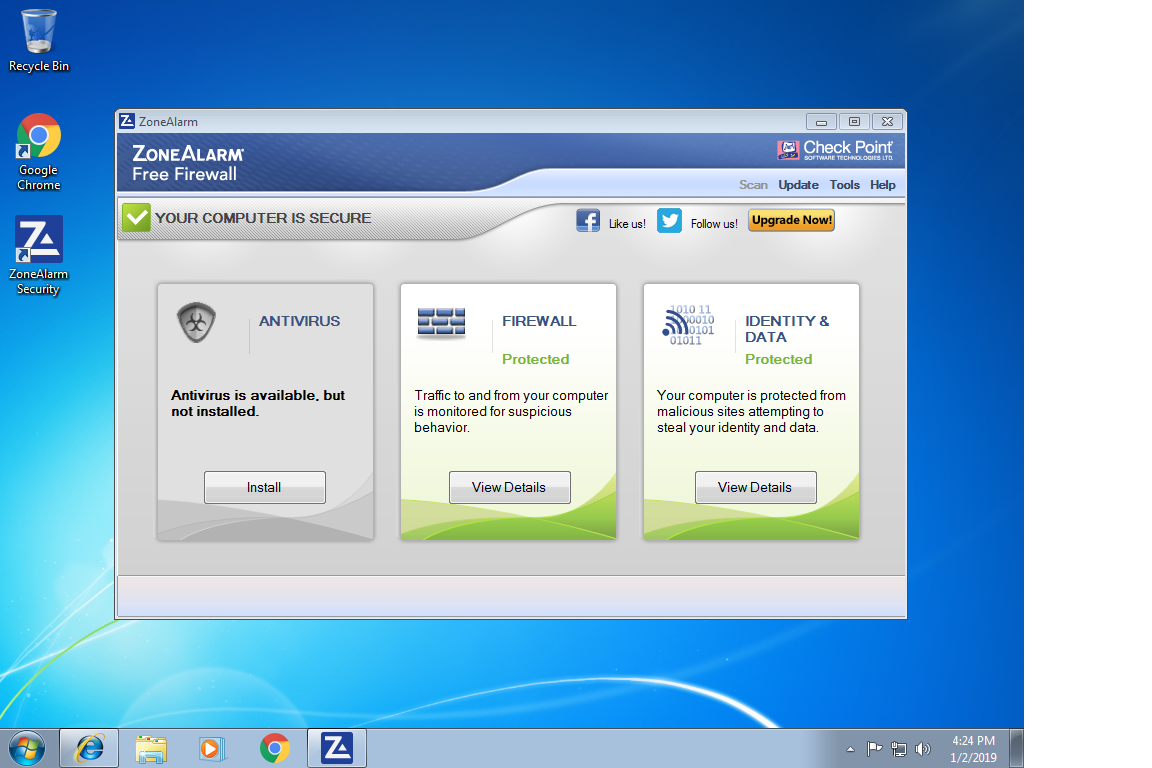 Recycle Bin
Google
Chrome
ZoneAlarm
Security
ZoneAlarm
ZONEALARM®
Free Firewall
Check Point®
SOFTWARE TECHNOLOGIES LTD.
Scan Update Tools Help
YOUR COMPUTER IS SECURE
Like us! Follow us! Upgrade Now!
ANTIVIRUS
Antivirus is available, but
not installed.
Install
FIREWALL
Protected
Traffic to and from your computer
is monitored for suspicious
behavior.
View Details
1010 11
1000010
0101
01011
IDENTITY &
DATA
Protected
Your computer is protected from
malicious sites attempting to
steal your identity and data.
View Details
4:24 PM
1/2/2019